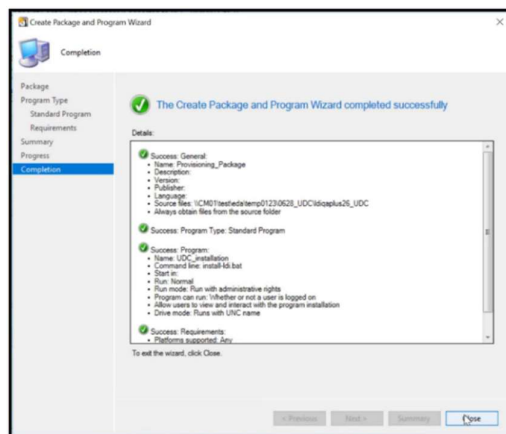 Create Package and Program Wizard
Completion
Package
Program Type
Standard Program
Requirements
Summary
Progress
Completion
The Create Package and Program Wizard completed successfully
Details:
Success: General:
• Name: Provisioning_Package
• Description:
• Version:
• Publisher:
• Language:
• Source files:
• Always obtain files from the source folder
Success: Program Type: Standard Program
Success: Program:
• Name: UDC_installation
• Command line: install-ldi.bat
• Start in:
• Run: Normal
• Run mode: Run with administrative rights
• Program can run: Whether or not a user is logged on
• Allow users to view and interact with the program installation
• Drive mode: Runs with UNC name
Success: Requirements:
• Platforms supported: Any
To exit the wizard, click Close.
< Previous
Next >
Summary
Close